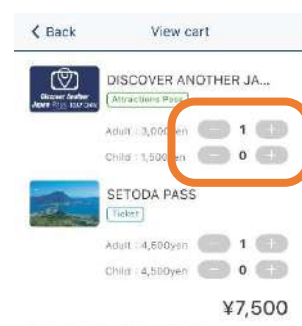 Back
View cart
DISCOVER ANOTHER JA...
Attractions Pass
Adult : 3,000yen
1
Child : 1,500yen
0
SETODA PASS
Ticket
Adult : 4,500yen
1
Child : 4,500yen
0
¥7,500